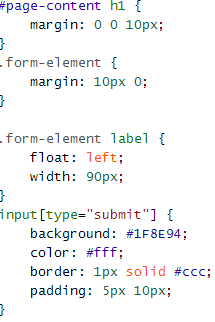 #page-content h1 {
    margin: 0 0 10px;
}
.form-element {
    margin: 10px 0;
}

.form-element label {
    float: left;
    width: 90px;
}
input[type="submit"] {
    background: #1F8E94;
    color: #fff;
    border: 1px solid #ccc;
    padding: 5px 10px;
}